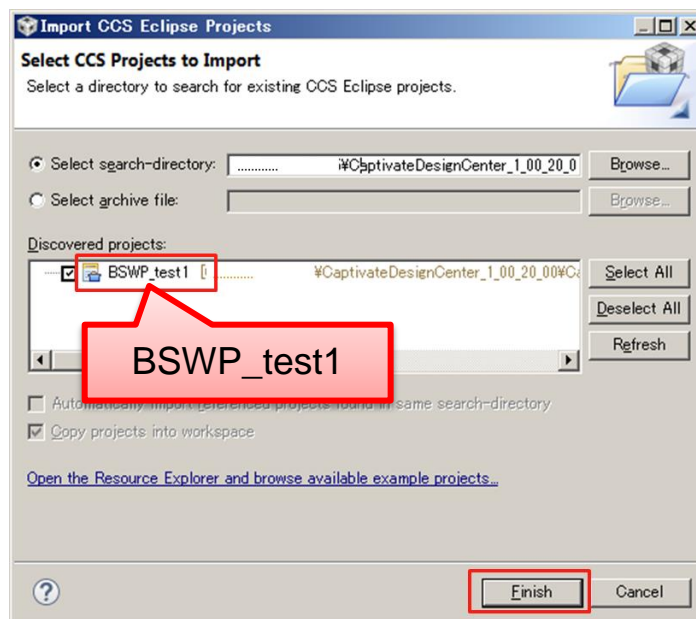 Import CCS Eclipse Projects
Select CCS Projects to Import
Select a directory to search for existing CCS Eclipse projects.
Select search-directory: ............ i¥CaptivateDesignCenter_1_00_20_0 Browse...
Select archive file: Browse...
Discovered projects:
BSWP_test1 [ ........... ¥CaptivateDesignCenter_1_00_20_00¥Ca Select All
Deselect All
Refresh
BSWP_test1
Automatically import referenced projects found in same search-directory
Copy projects into workspace
Open the Resource Explorer and browse available example projects...
? Finish Cancel